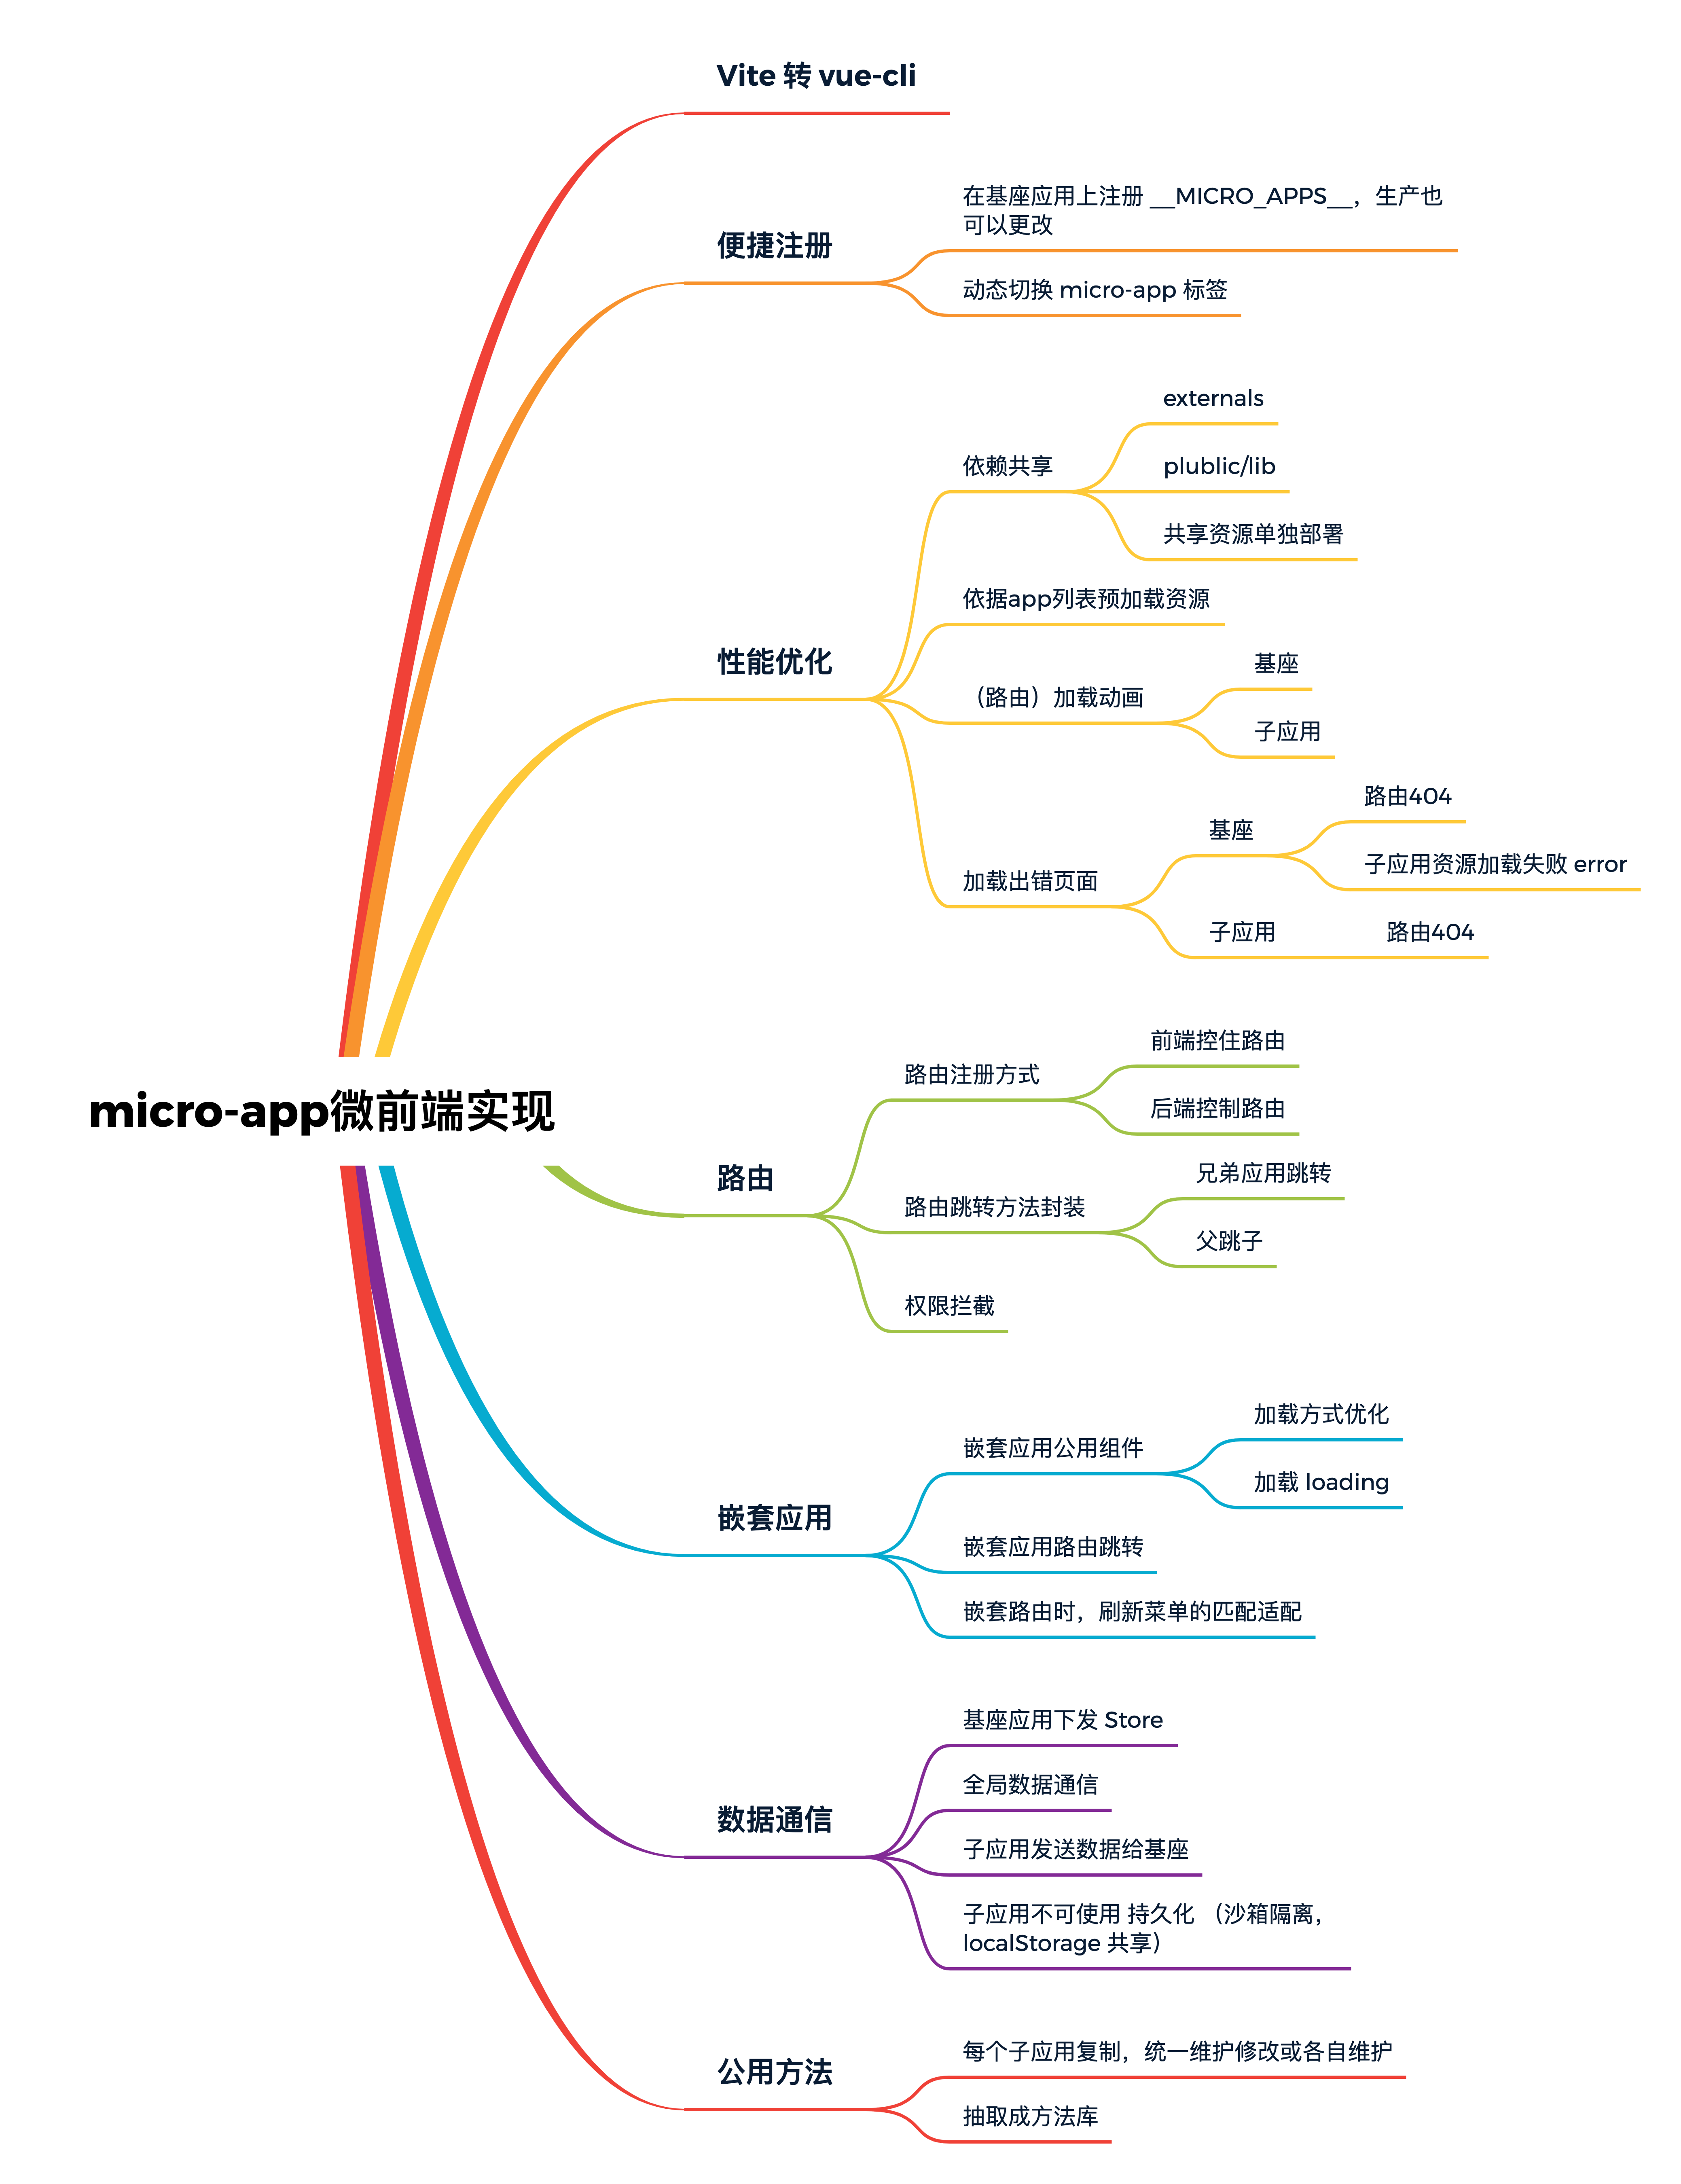 Vite 转 vue-cli
便捷注册
在基座应用上注册 __MICRO_APPS__，生产也
可以更改
动态切换 micro-app 标签
性能优化
依赖共享
externals
plublic/lib
共享资源单独部署
依据app列表预加载资源
（路由）加载动画
基座
子应用
加载出错页面
基座
路由404
子应用资源加载失败 error
子应用
路由404
micro-app微前端实现
路由
路由注册方式
前端控住路由
后端控制路由
路由跳转方法封装
兄弟应用跳转
父跳子
权限拦截
嵌套应用
嵌套应用公用组件
加载方式优化
加载 loading
嵌套应用路由跳转
嵌套路由时，刷新菜单的匹配适配
数据通信
基座应用下发 Store
全局数据通信
子应用发送数据给基座
子应用不可使用 持久化 （沙箱隔离，
localStorage 共享）
公用方法
每个子应用复制，统一维护修改或各自维护
抽取成方法库